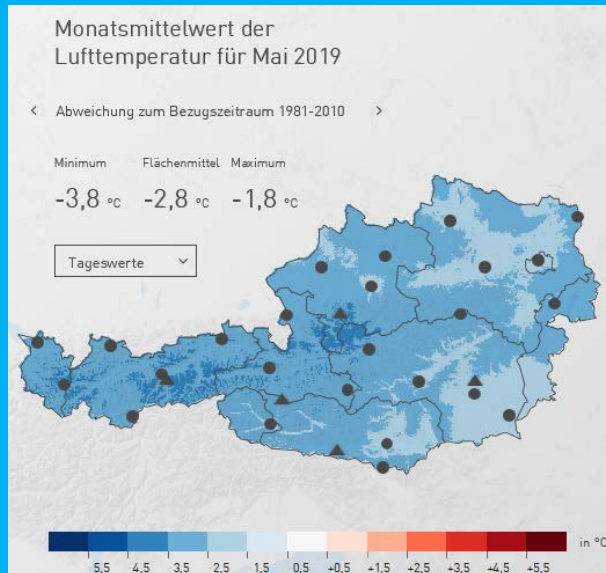 Monatsmittelwert der
Lufttemperatur für Mai 2019
< Abweichung zum Bezugszeitraum 1981-2010 >
Minimum Flächenmittel Maximum
-3,8 °C -2,8 °C -1,8 °C
Tageswerte
in °C
-5,5 -4,5 -3,5 -2,5 -1,5 -0,5 +0,5 +1,5 +2,5 +3,5 +4,5 +5,5